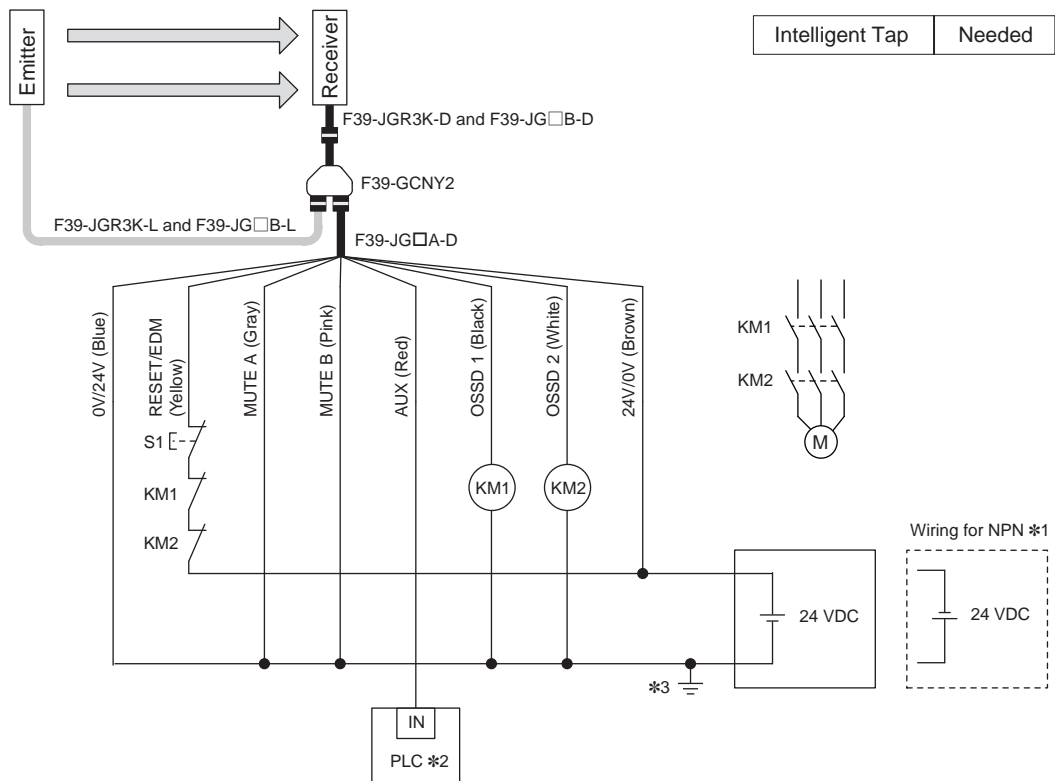 Emitter
Receiver
Intelligent Tap
Needed
F39-JGR3K-D and F39-JG□B-D
F39-GCNY2
F39-JGR3K-L and F39-JG□B-L
F39-JG□A-D
0V/24V (Blue)
RESET/EDM
(Yellow)
MUTE A (Gray)
MUTE B (Pink)
AUX (Red)
OSSD 1 (Black)
OSSD 2 (White)
24V/0V (Brown)
KM1
KM2
M
S1
KM1
KM2
KM1
KM2
Wiring for NPN ✻1
24 VDC
24 VDC
✻3
IN
PLC ✻2